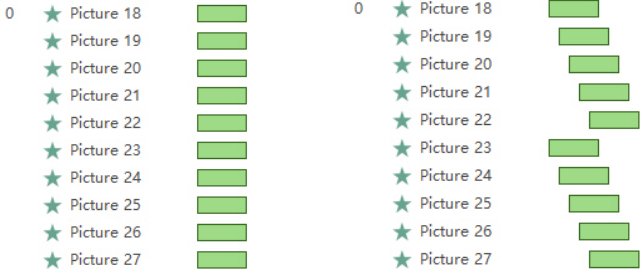 0 Picture 18
Picture 19
Picture 20
Picture 21
Picture 22
Picture 23
Picture 24
Picture 25
Picture 26
Picture 27
0 Picture 18
Picture 19
Picture 20
Picture 21
Picture 22
Picture 23
Picture 24
Picture 25
Picture 26
Picture 27